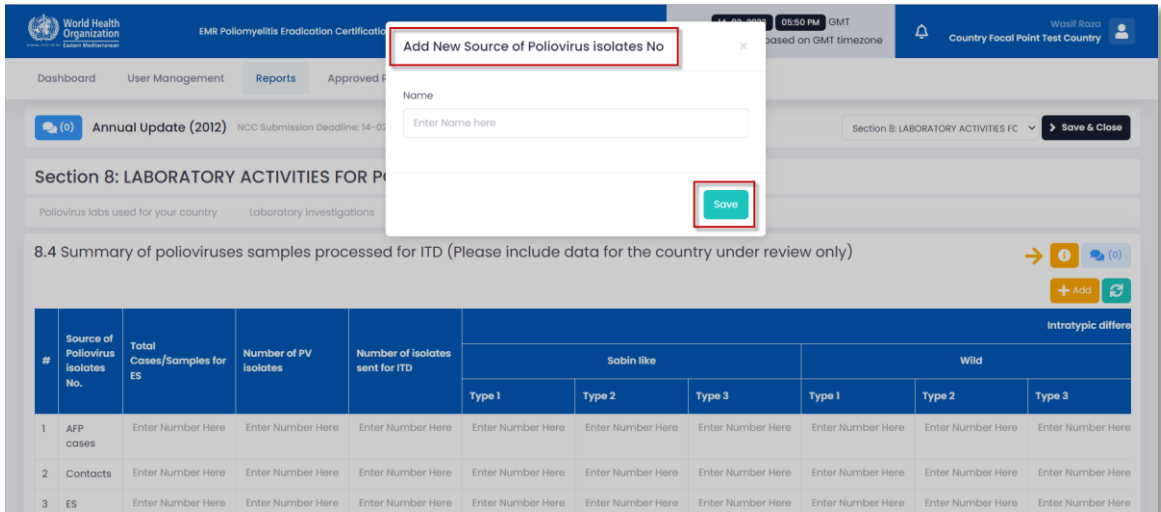 World Health
Organization
Eastern Mediterranean
EMR Poliomyelitis Eradication Certificatio
05:50 PM GMT
based on GMT timezone
Wasif Raza
Country Focal Point Test Country
Add New Source of Poliovirus isolates No
×
Name
Enter Name here
Save
Dashboard User Management Reports Approved
(0) Annual Update (2012) NCC Submission Deadline: 14-02
Section 8: LABORATORY ACTIVITIES FC
Save & Close
Section 8: LABORATORY ACTIVITIES FOR
Poliovirus labs used for your country Laboratory investigations
8.4 Summary of polioviruses samples processed for ITD (Please include data for the country under review only)
(0)
+ Add
Intratypic differe
# Source of Poliovirus isolates No. Total Cases/Samples for ES Number of PV isolates Number of isolates sent for ITD
Sabin like Wild
Type 1 Type 2 Type 3 Type 1 Type 2 Type 3
1 AFP cases Enter Number Here Enter Number Here Enter Number Here Enter Number Here Enter Number Here Enter Number Here Enter Number Here Enter Number Here Enter Number Here
2 Contacts Enter Number Here Enter Number Here Enter Number Here Enter Number Here Enter Number Here Enter Number Here Enter Number Here Enter Number Here Enter Number Here
3 ES Enter Number Here Enter Number Here Enter Number Here Enter Number Here Enter Number Here Enter Number Here Enter Number Here Enter Number Here Enter Number Here